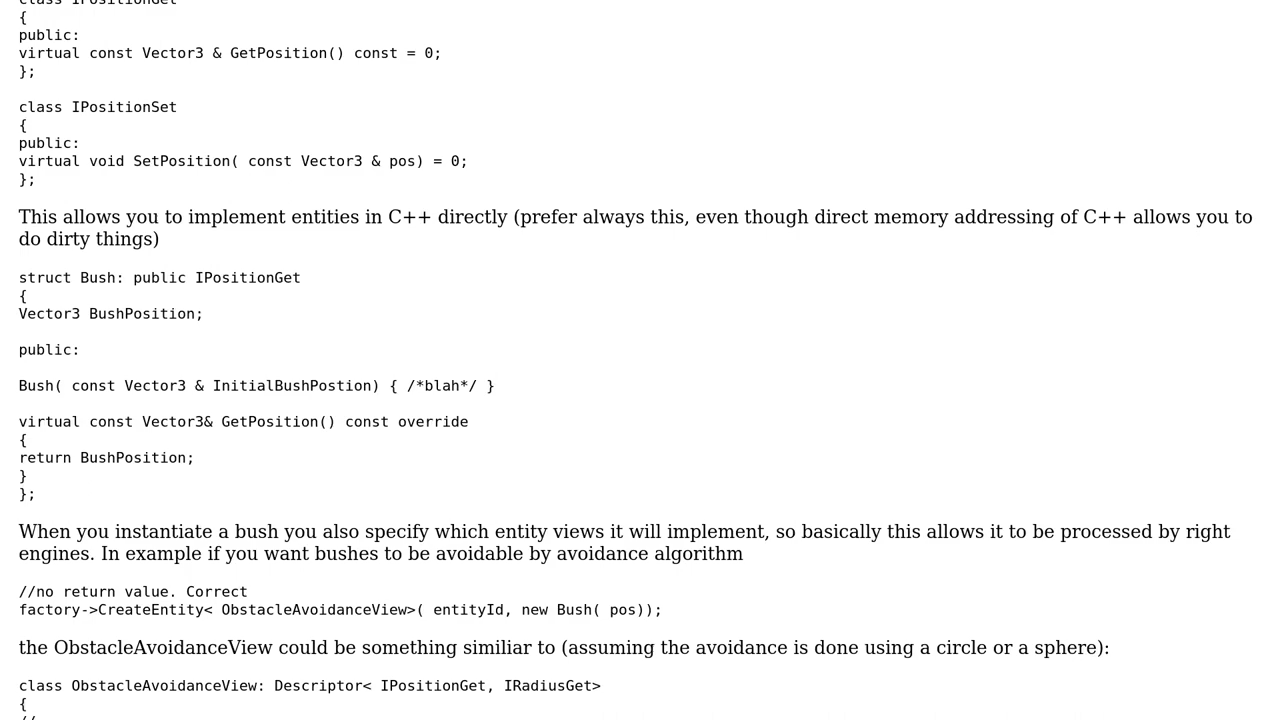 class IPositionGet
{
public:
virtual const Vector3 & GetPosition() const = 0;
};
class IPositionSet
{
public:
virtual void SetPosition( const Vector3 & pos) = 0;
};
This allows you to implement entities in C++ directly (prefer always this, even though direct memory addressing of C++ allows you to
do dirty things)
struct Bush: public IPositionGet
{
Vector3 BushPosition;
public:
Bush( const Vector3 & InitialBushPostion) { /*blah*/ }
virtual const Vector3& GetPosition() const override
{
return BushPosition;
}
};
When you instantiate a bush you also specify which entity views it will implement, so basically this allows it to be processed by right
engines. In example if you want bushes to be avoidable by avoidance algorithm
//no return value. Correct
factory->CreateEntity< ObstacleAvoidanceView>( entityId, new Bush( pos));
the ObstacleAvoidanceView could be something similiar to (assuming the avoidance is done using a circle or a sphere):
class ObstacleAvoidanceView: Descriptor< IPositionGet, IRadiusGet>
{
//